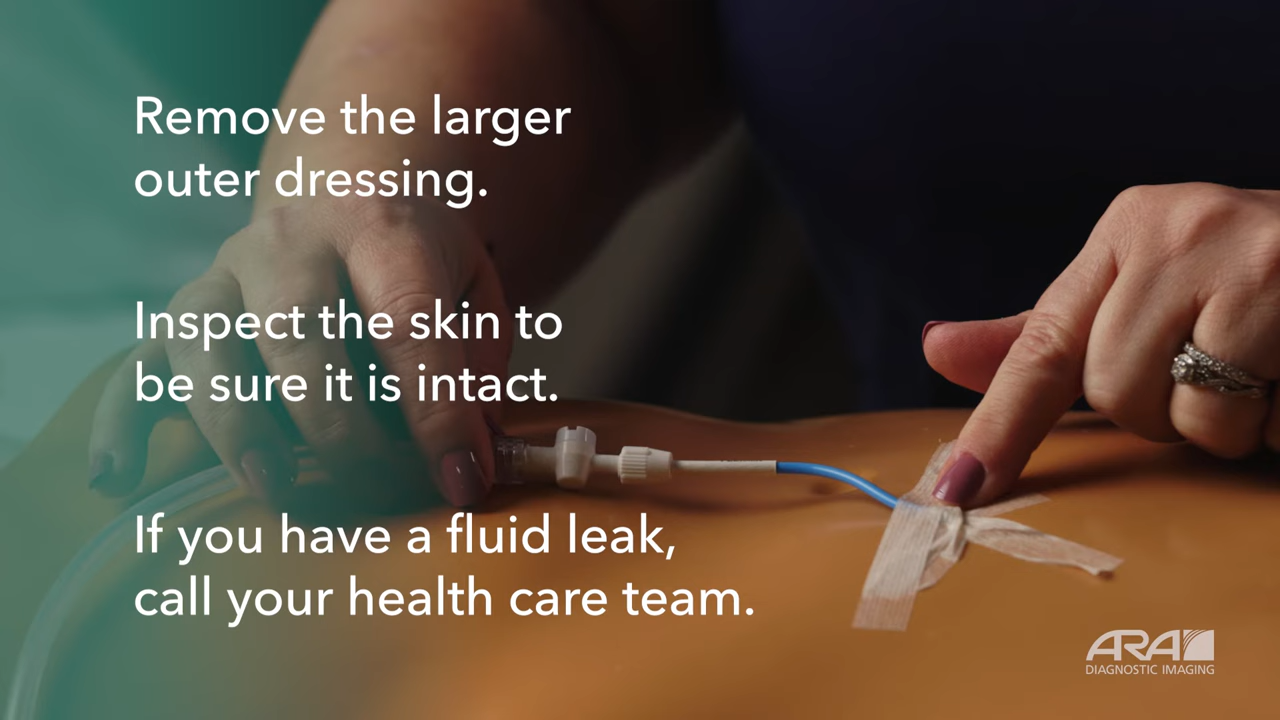 Remove the larger
outer dressing.
Inspect the skin to
be sure it is intact.
If you have a fluid leak,
call your health care team.
ARA
DIAGNOSTIC IMAGING